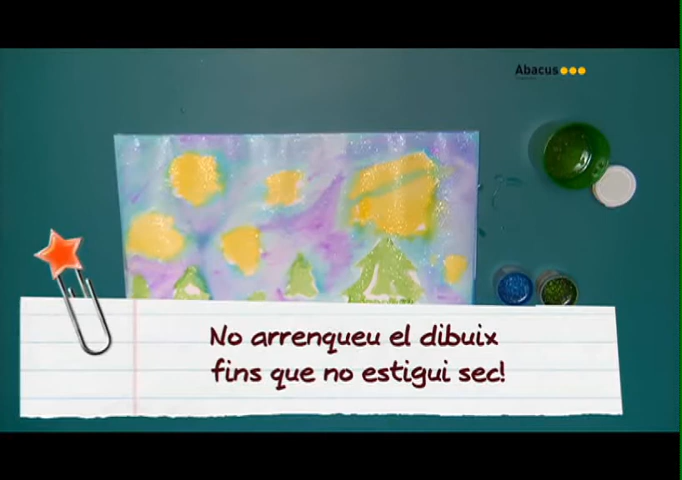 Abacus
No arrenqueu el dibuix
fins que no estigui sec!